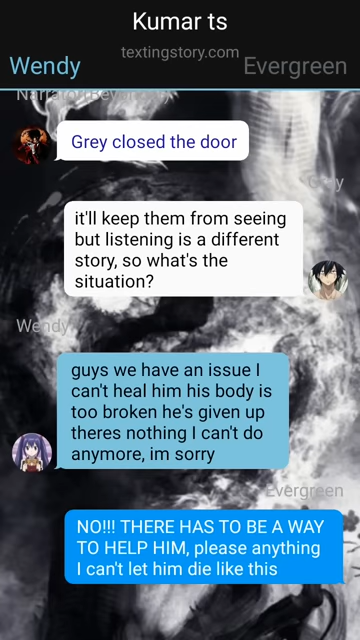 Kumar ts
textingstory.com
Wendy
Evergreen
Grey closed the door
it'll keep them from seeing
but listening is a different
story, so what's the
situation?
Wendy
guys we have an issue I
can't heal him his body is
too broken he's given up
theres nothing I can't do
anymore, im sorry
Evergreen
NO!!! THERE HAS TO BE A WAY
TO HELP HIM, please anything
I can't let him die like this